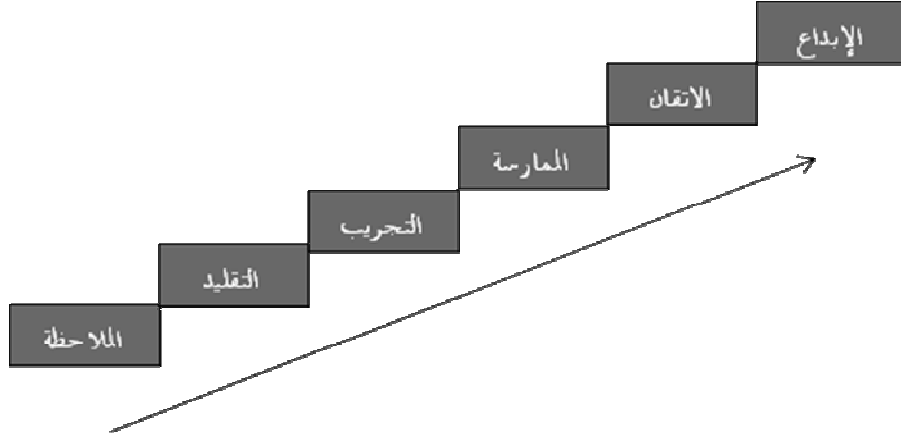 الإبداع
الاتقان
الممارسة
التجريب
التقليد
الملاحظة